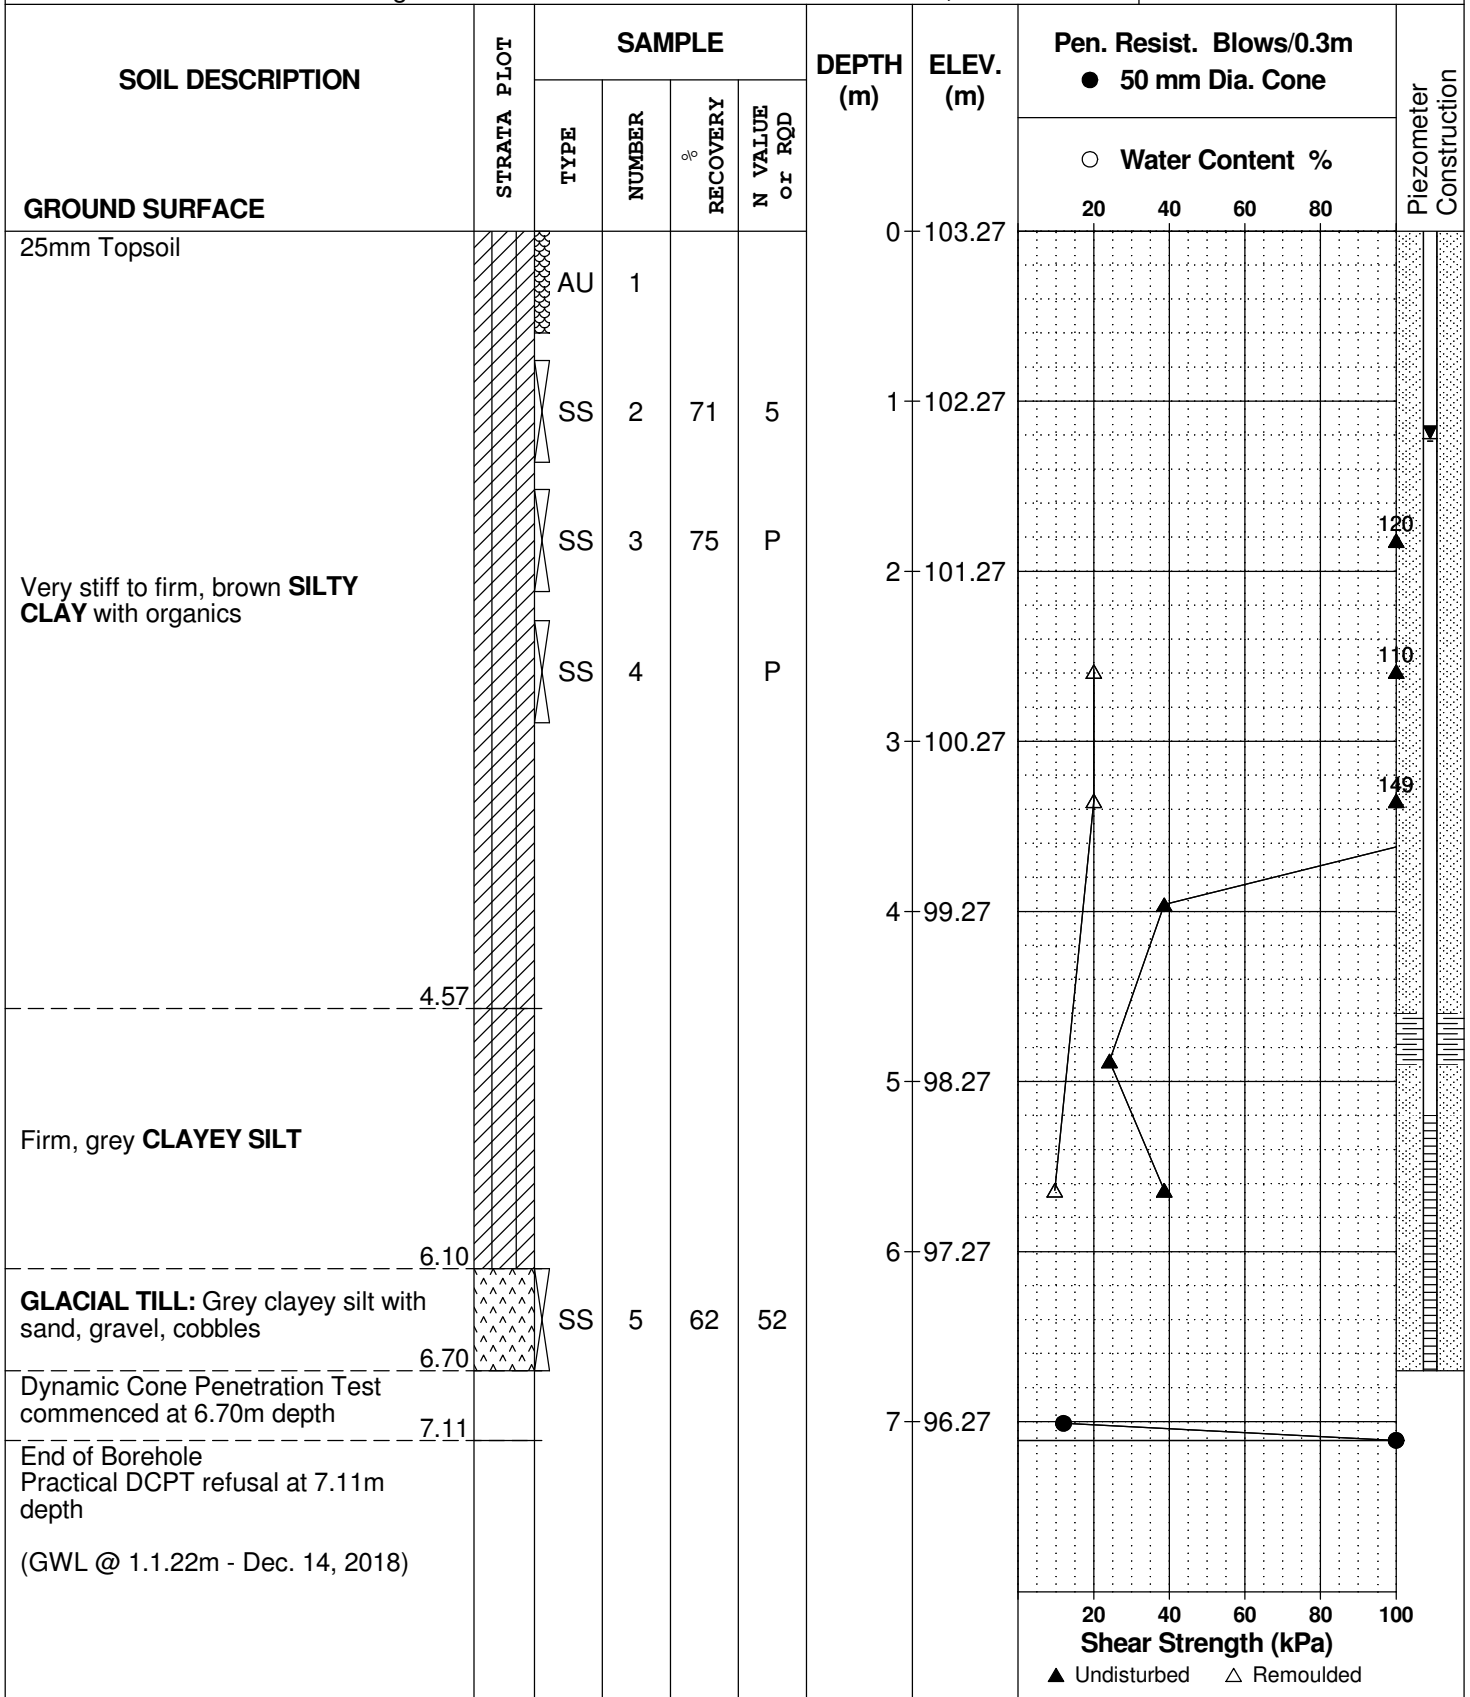 SOIL DESCRIPTION
GROUND SURFACE
STRATA PLOT
SAMPLE
TYPE
NUMBER
% RECOVERY
N VALUE or RQD
DEPTH (m)
ELEV. (m)
Pen. Resist. Blows/0.3m
● 50 mm Dia. Cone
○ Water Content %
20 40 60 80
Piezometer Construction
25mm Topsoil
0 103.27
AU 1
SS 2 71 5
1 102.27
120
SS 3 75 P
2 101.27
Very stiff to firm, brown SILTY
CLAY with organics
110
SS 4 P
3 100.27
149
4 99.27
4.57
5 98.27
Firm, grey CLAYEY SILT
6 97.27
6.10
GLACIAL TILL: Grey clayey silt with
sand, gravel, cobbles
SS 5 62 52
6.70
Dynamic Cone Penetration Test
commenced at 6.70m depth
7 96.27
7.11
End of Borehole
Practical DCPT refusal at 7.11m
depth
(GWL @ 1.1.22m - Dec. 14, 2018)
20 40 60 80 100
Shear Strength (kPa)
▲ Undisturbed △ Remoulded